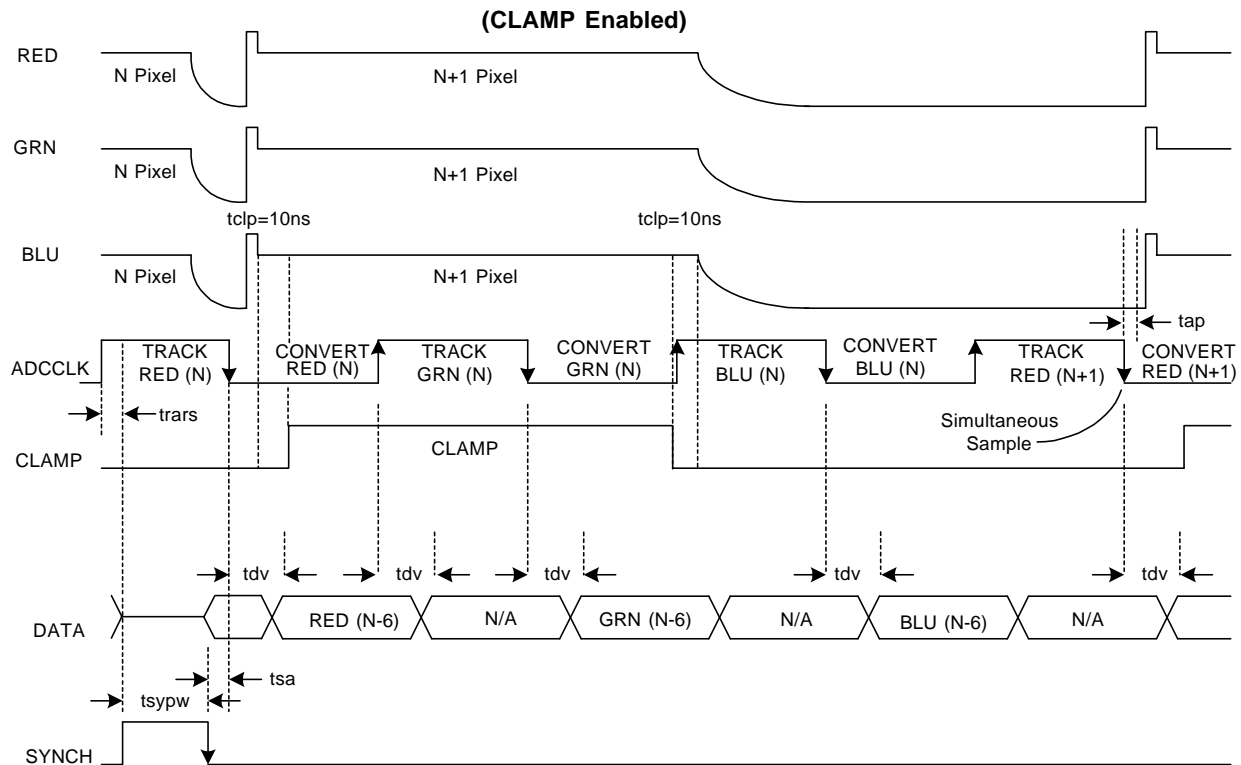 (CLAMP Enabled)
RED
N Pixel
N+1 Pixel
GRN
N Pixel
N+1 Pixel
tclp=10ns
tclp=10ns
BLU
N Pixel
N+1 Pixel
tap
ADCCLK
TRACK
RED (N)
CONVERT
RED (N)
TRACK
GRN (N)
CONVERT
GRN (N)
TRACK
BLU (N)
CONVERT
BLU (N)
TRACK
RED (N+1)
CONVERT
RED (N+1)
trars
Simultaneous
Sample
CLAMP
CLAMP
tdv
tdv
tdv
tdv
tdv
DATA
RED (N-6)
N/A
GRN (N-6)
N/A
BLU (N-6)
N/A
tsa
tsypw
SYNCH